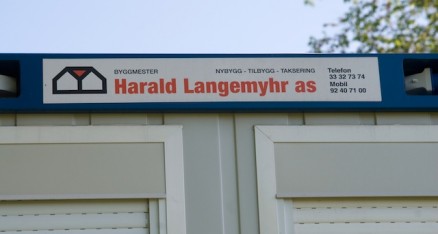 BYGGMESTER NYBYGG - TILBYGG - TAKSERING
Harald Langemyhr as
Telefon
33 32 73 74
Mobil
92 40 71 00